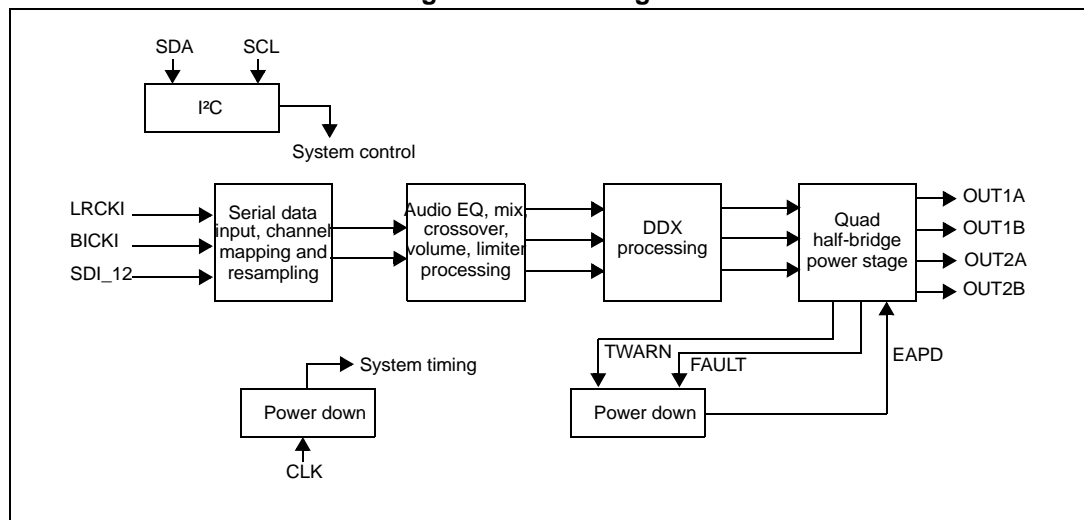 SDA SCL
I²C
System control
LRCKI
BICKI
SDI_12
Serial data
input, channel
mapping and
resampling
Audio EQ, mix,
crossover,
volume, limiter
processing
DDX
processing
Quad
half-bridge
power stage
OUT1A
OUT1B
OUT2A
OUT2B
TWARN
FAULT
EAPD
System timing
Power down
CLK
Power down